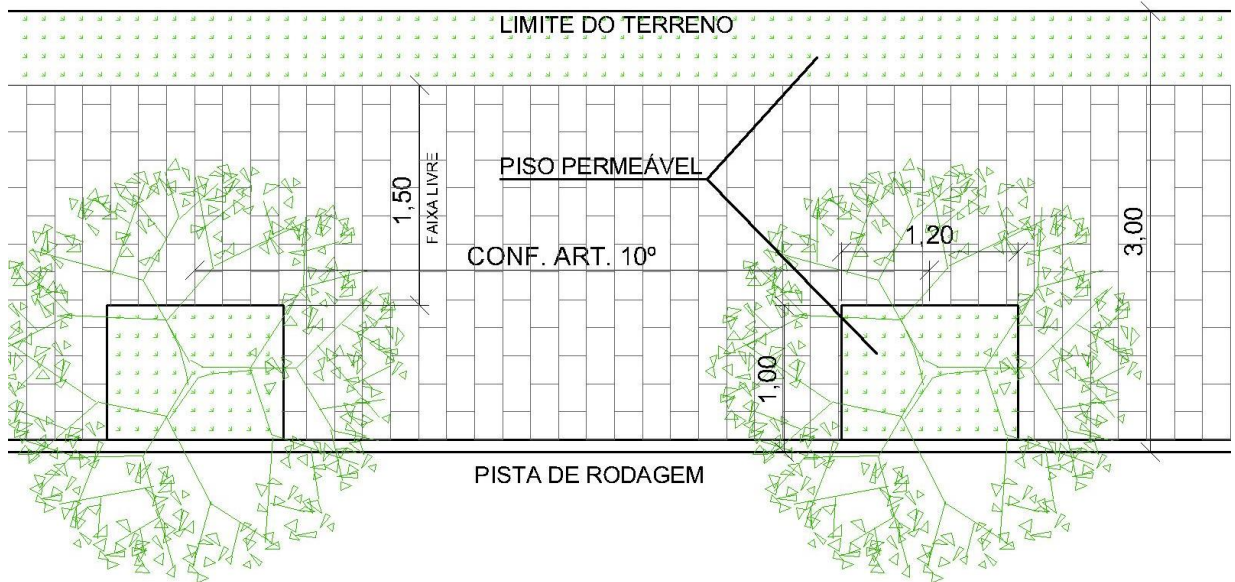 LIMITE DO TERRENO
PISO PERMEÁVEL
1,50
FAIXA LIVRE
1,20
3,00
CONF. ART. 10º
1,00
PISTA DE RODAGEM